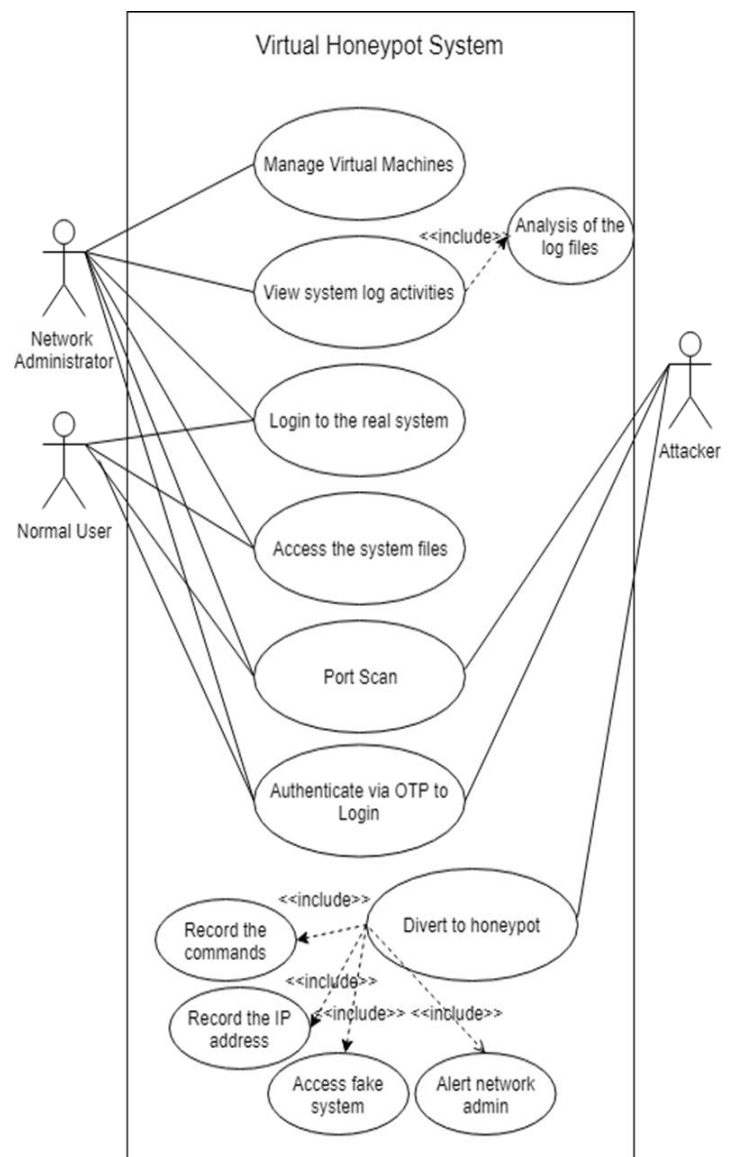 Virtual Honeypot System
Manage Virtual Machines
<<include>>
Analysis of the
log files
View system log activities
Network
Administrator
Login to the real system
Attacker
Normal User
Access the system files
Port Scan
Authenticate via OTP to
Login
<<include>>
Divert to honeypot
Record the
commands
<<include>>
Record the IP
address
<<include>>
<<include>>
Access fake
system
Alert network
admin